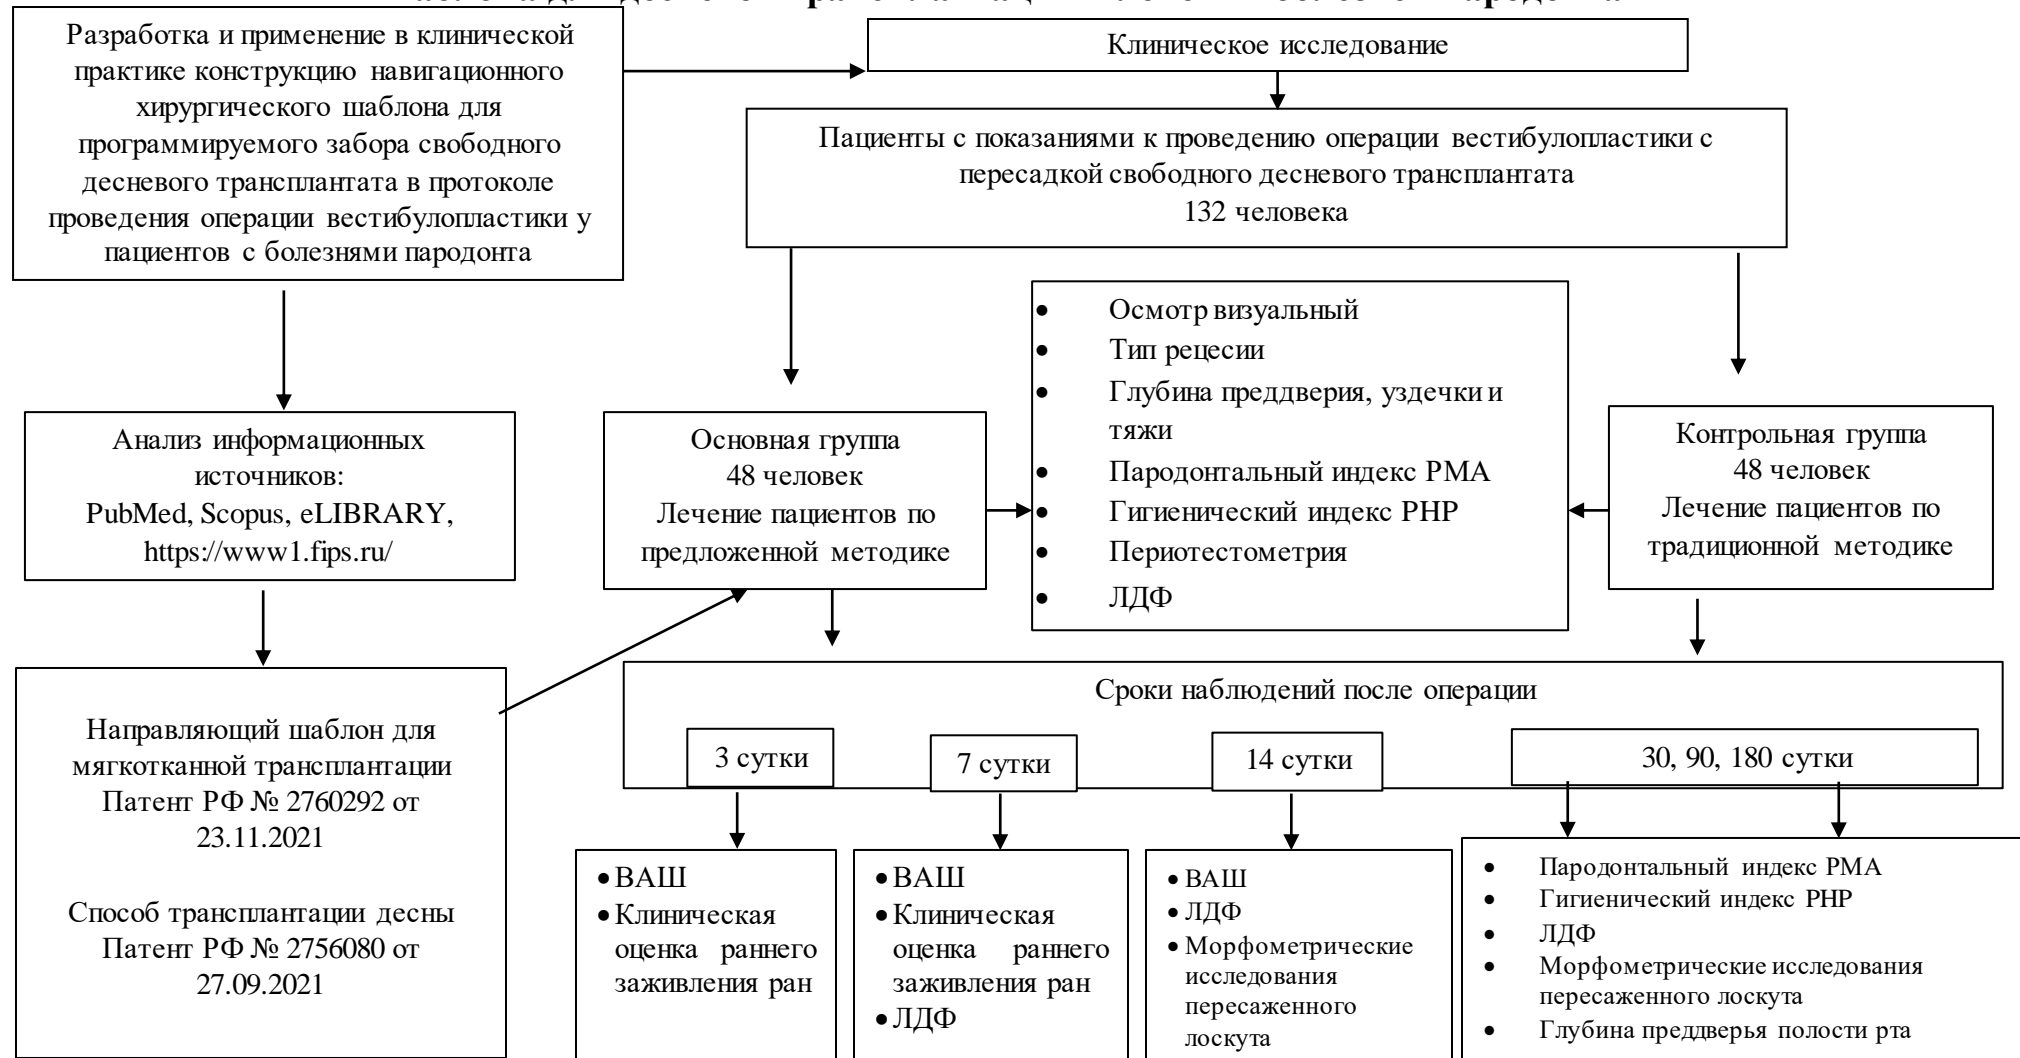 Разработка и применение в клинической
практике конструкцию навигационного
хирургического шаблона для
программируемого забора свободного
десневого трансплантата в протоколе
проведения операции вестибулопластики у
пациентов с болезнями пародонта
Клиническое исследование
Пациенты с показаниями к проведению операции вестибулопластики с
пересадкой свободного десневого трансплантата
132 человека
• Осмотр визуальный
• Тип рецесии
• Глубина преддверия, уздечки и
тяжи
• Пародонтальный индекс РМА
• Гигиенический индекс РНР
• Периотестометрия
• ЛДФ
Анализ информационных
источников:
PubMed, Scopus, eLIBRARY,
https://www1.fips.ru/
Основная группа
48 человек
Лечение пациентов по
предложенной методике
Контрольная группа
48 человек
Лечение пациентов по
традиционной методике
Направляющий шаблон для
мягкотканной трансплантации
Патент РФ № 2760292 от
23.11.2021
Способ трансплантации десны
Патент РФ № 2756080 от
27.09.2021
Сроки наблюдений после операции
3 сутки
7 сутки
14 сутки
30, 90, 180 сутки
• ВАШ
• Клиническая
оценка раннего
заживления ран
• ВАШ
• Клиническая
оценка раннего
заживления ран
• ЛДФ
• ВАШ
• ЛДФ
• Морфометрические
исследования
пересаженного
лоскута
• Пародонтальный индекс РМА
• Гигиенический индекс РНР
• ЛДФ
• Морфометрические исследования
пересаженного лоскута
• Глубина преддверья полости рта